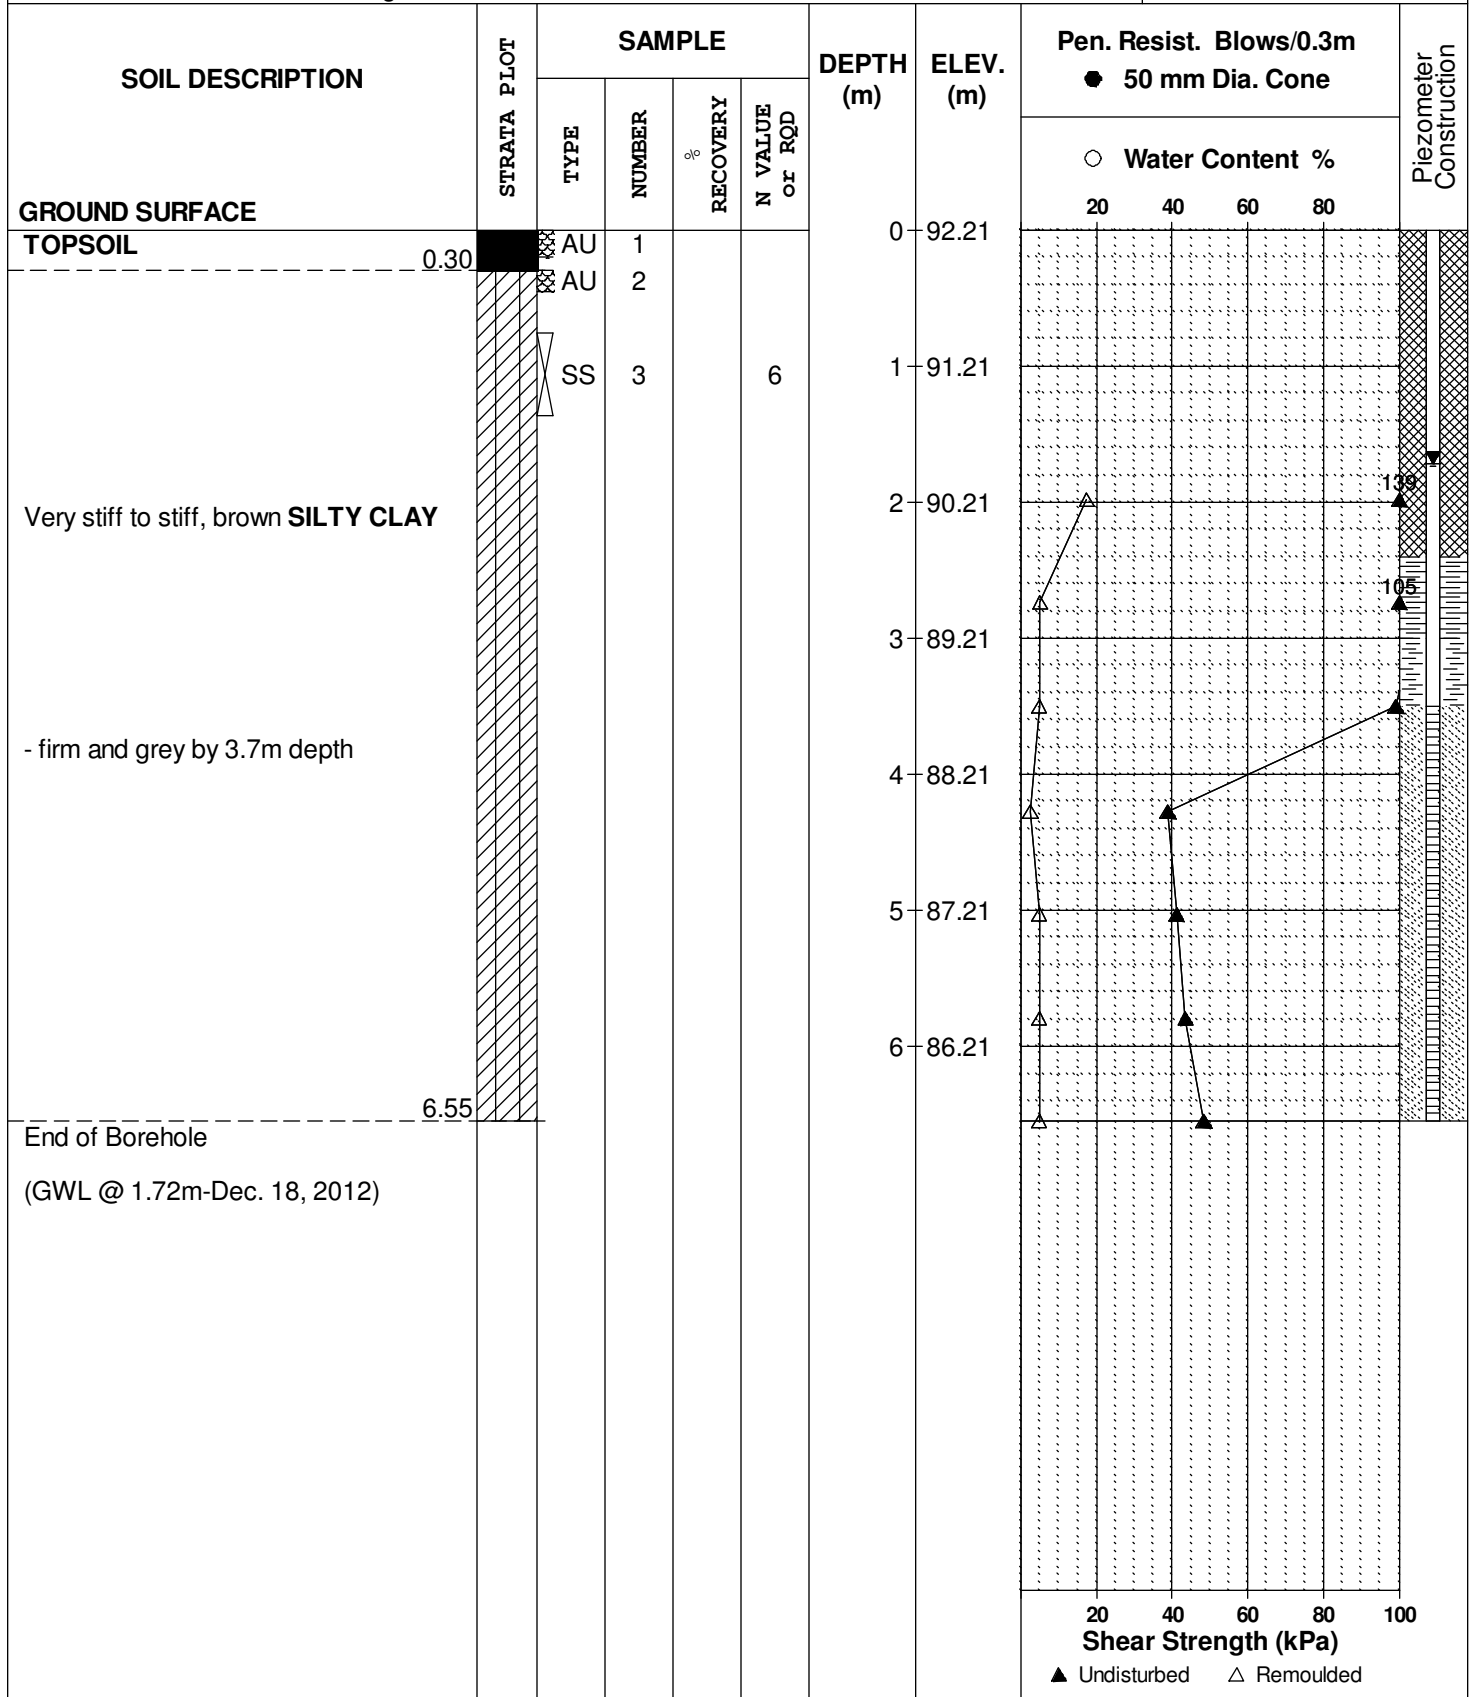 SOIL DESCRIPTION
STRATA PLOT
SAMPLE
TYPE
NUMBER
%
RECOVERY
N VALUE
or RQD
DEPTH
(m)
ELEV.
(m)
Pen. Resist. Blows/0.3m
● 50 mm Dia. Cone
○ Water Content %
20 40 60 80
Piezometer
Construction
GROUND SURFACE
0 92.21
TOPSOIL
0.30
AU 1
AU 2
SS 3 6
1 91.21
139
2 90.21
Very stiff to stiff, brown SILTY CLAY
105
3 89.21
- firm and grey by 3.7m depth
4 88.21
5 87.21
6 86.21
6.55
End of Borehole
(GWL @ 1.72m-Dec. 18, 2012)
20 40 60 80 100
Shear Strength (kPa)
▲ Undisturbed △ Remoulded